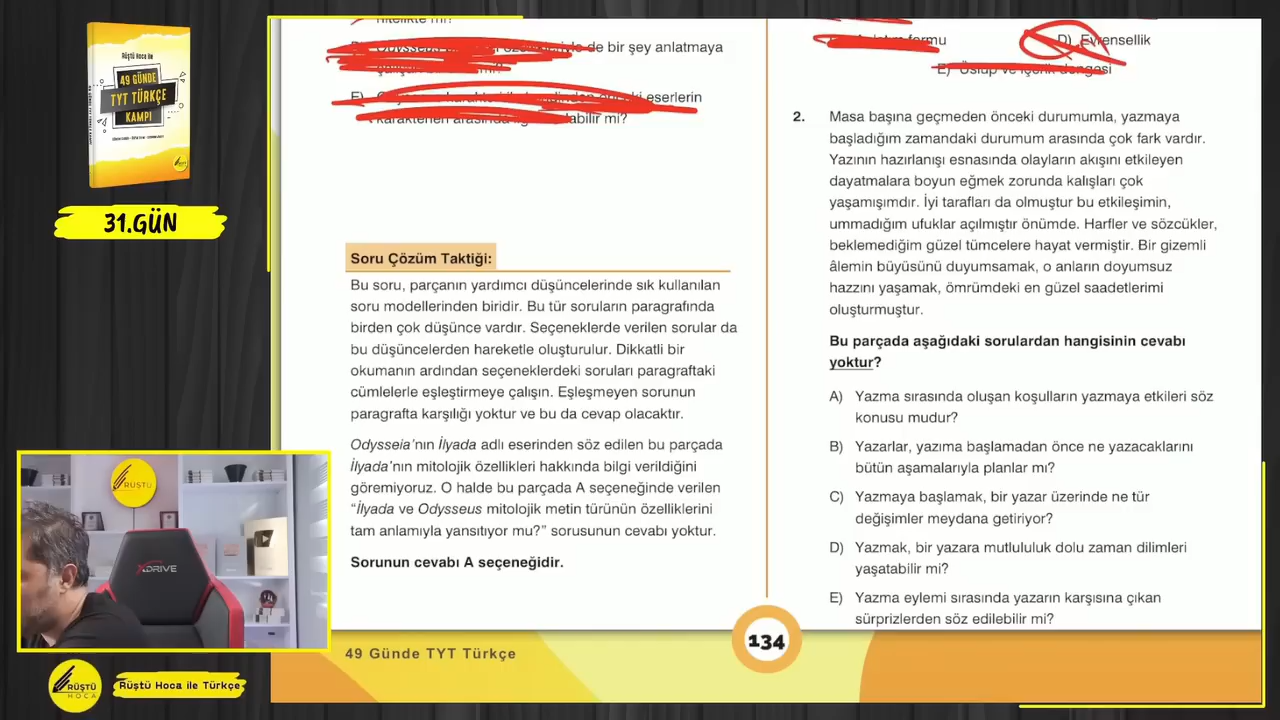 Rüştü Hoca ile
49 GÜNDE
TYT TÜRKÇE
KAMPI
31.GÜN
nitelikte mi?
de bir şey anlatmaya
E)
eserlerin
labilir mi?
Soru Çözüm Taktiği:
Bu soru, parçanın yardımcı düşüncelerinde sık kullanılan
soru modellerinden biridir. Bu tür soruların paragrafında
birden çok düşünce vardır. Seçeneklerde verilen sorular da
bu düşüncelerden hareketle oluşturulur. Dikkatli bir
okumanın ardından seçeneklerdeki soruları paragraftaki
cümlelerle eşleştirmeye çalışın. Eşleşmeyen sorunun
paragrafta karşılığı yoktur ve bu da cevap olacaktır.
Odysseia'nın İlyada adlı eserinden söz edilen bu parçada
İlyada'nın mitolojik özellikleri hakkında bilgi verildiğini
göremiyoruz. O halde bu parçada A seçeneğinde verilen
“İlyada ve Odysseus mitolojik metin türünün özelliklerini
tam anlamıyla yansıtıyor mu?” sorusunun cevabı yoktur.
Sorunun cevabı A seçeneğidir.
D) Evrensellik
E) Üslup ve içerik dengesi
2. Masa başına geçmeden önceki durumumla, yazmaya
başladığım zamandaki durumum arasında çok fark vardır.
Yazının hazırlanışı esnasında olayların akışını etkileyen
dayatmalara boyun eğmek zorunda kalışları çok
yaşamışımdır. İyi tarafları da olmuştur bu etkileşimin,
ummadığım ufuklar açılmıştır önümde. Harfler ve sözcükler,
beklemediğim güzel tümcelere hayat vermiştir. Bir gizemli
âlemin büyüsünü duyumsamak, o anların doyumsuz
hazzını yaşamak, ömrümdeki en güzel saadetlerimi
oluşturmuştur.
Bu parçada aşağıdaki sorulardan hangisinin cevabı
yoktur?
A) Yazma sırasında oluşan koşulların yazmaya etkileri söz
konusu mudur?
B) Yazarlar, yazıma başlamadan önce ne yazacaklarını
bütün aşamalarıyla planlar mı?
C) Yazmaya başlamak, bir yazar üzerinde ne tür
değişimler meydana getiriyor?
D) Yazmak, bir yazara mutlululuk dolu zaman dilimleri
yaşatabilir mi?
E) Yazma eylemi sırasında yazarın karşısına çıkan
sürprizlerden söz edilebilir mi?
134
49 Günde TYT Türkçe
RÜŞTÜ
XDRIVE
RÜŞTÜ
HOCA
Rüştü Hoca ile Türkçe